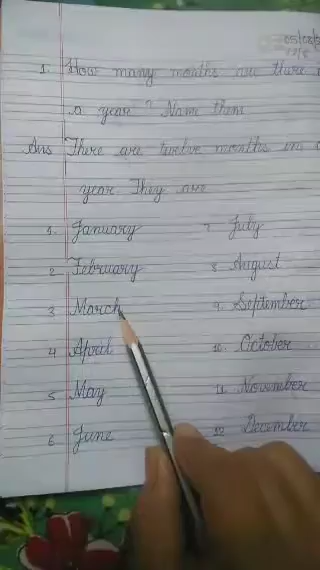 1. How many months are there
a year? Name them
Ans There are twelve months in a
year They are
1. January 7 July
2 February 8 August
3 March 9. September
4 April 10. October
5 May 11 November
6 June 12 December